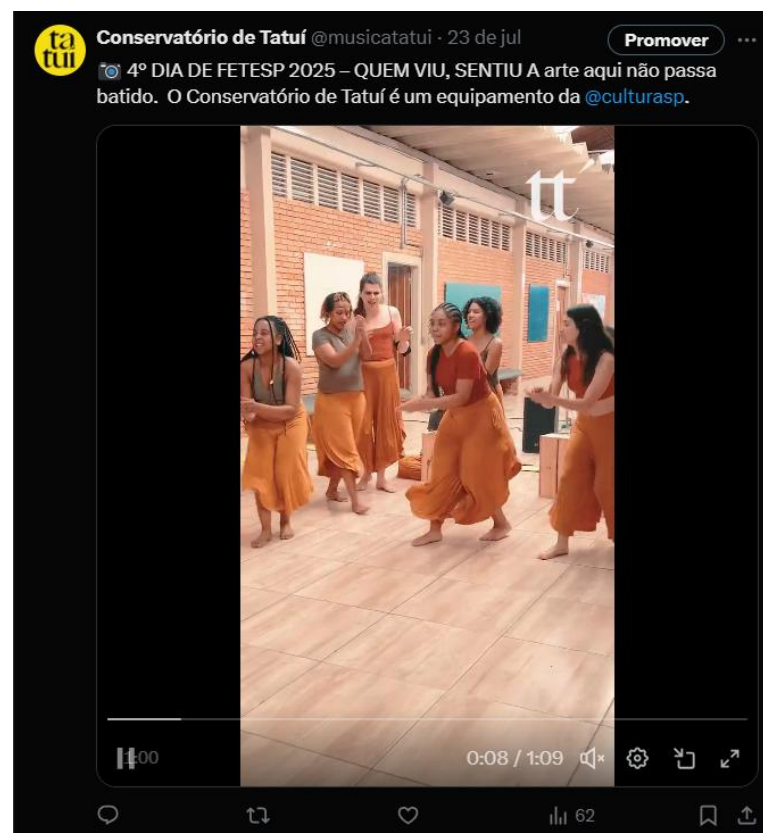 ta
tuí
Conservatório de Tatuí @musicatatui · 23 de jul
Promover
4º DIA DE FETESP 2025 – QUEM VIU, SENTIU A arte aqui não passa
batido. O Conservatório de Tatuí é um equipamento da @culturasp.
tt
0:08 / 1:09
62